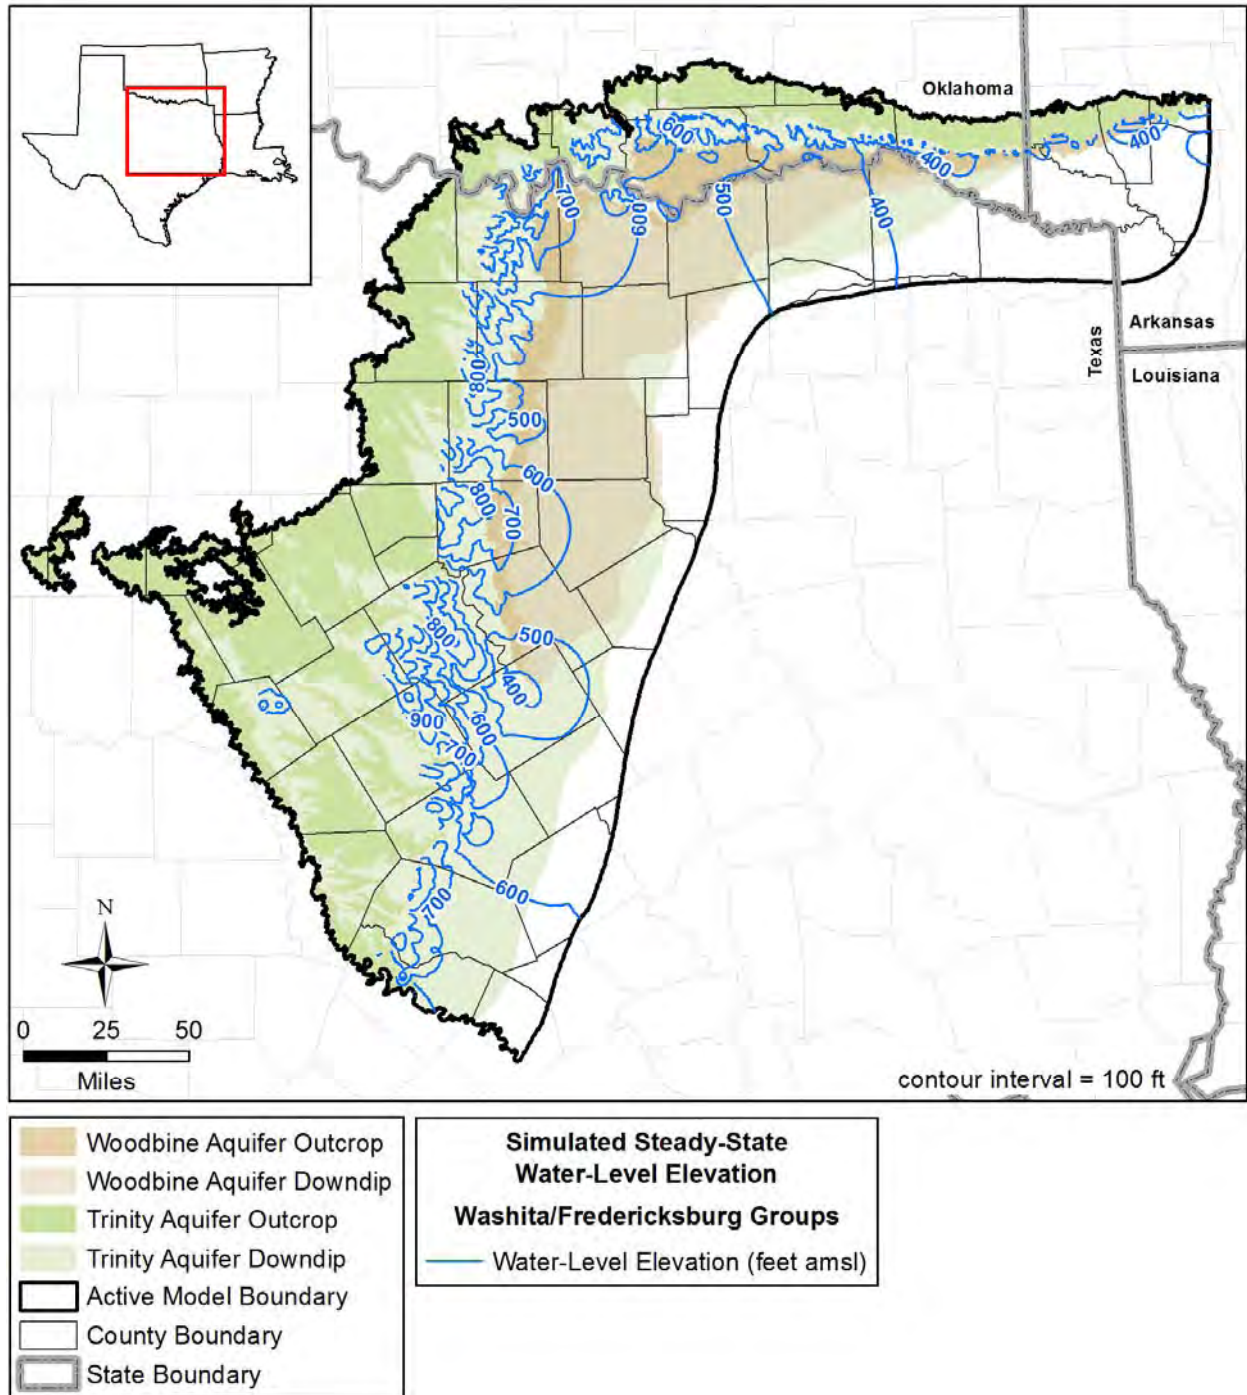 Oklahoma
600
400
400
700
600
500
400
Arkansas
Texas
Louisiana
800
500
600
800
700
800
500
400
900
600
700
600
700
N
0 25 50
Miles
contour interval = 100 ft
Woodbine Aquifer Outcrop
Woodbine Aquifer Downdip
Trinity Aquifer Outcrop
Trinity Aquifer Downdip
Active Model Boundary
County Boundary
State Boundary
Simulated Steady-State
Water-Level Elevation
Washita/Fredericksburg Groups
Water-Level Elevation (feet amsl)